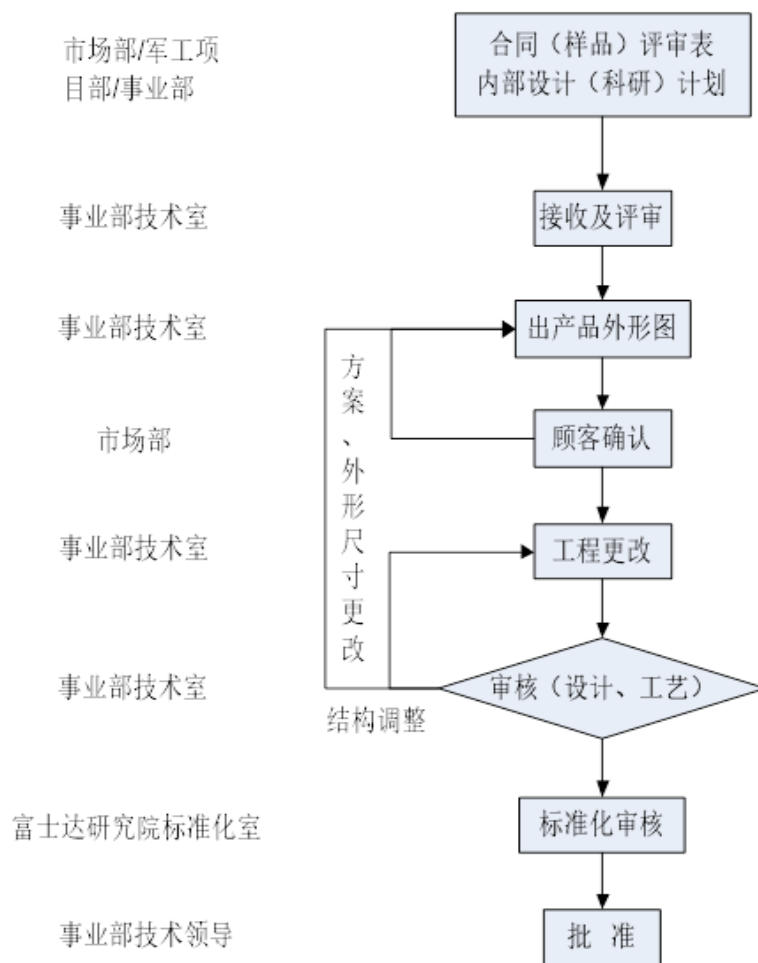 市场部/军工项
目部/事业部
合同（样品）评审表
内部设计（科研）计划
事业部技术室
接收及评审
事业部技术室
出产品外形图
方案、外形尺寸更改
市场部
顾客确认
事业部技术室
工程更改
事业部技术室
审核（设计、工艺）
结构调整
富士达研究院标准化室
标准化审核
事业部技术领导
批 准